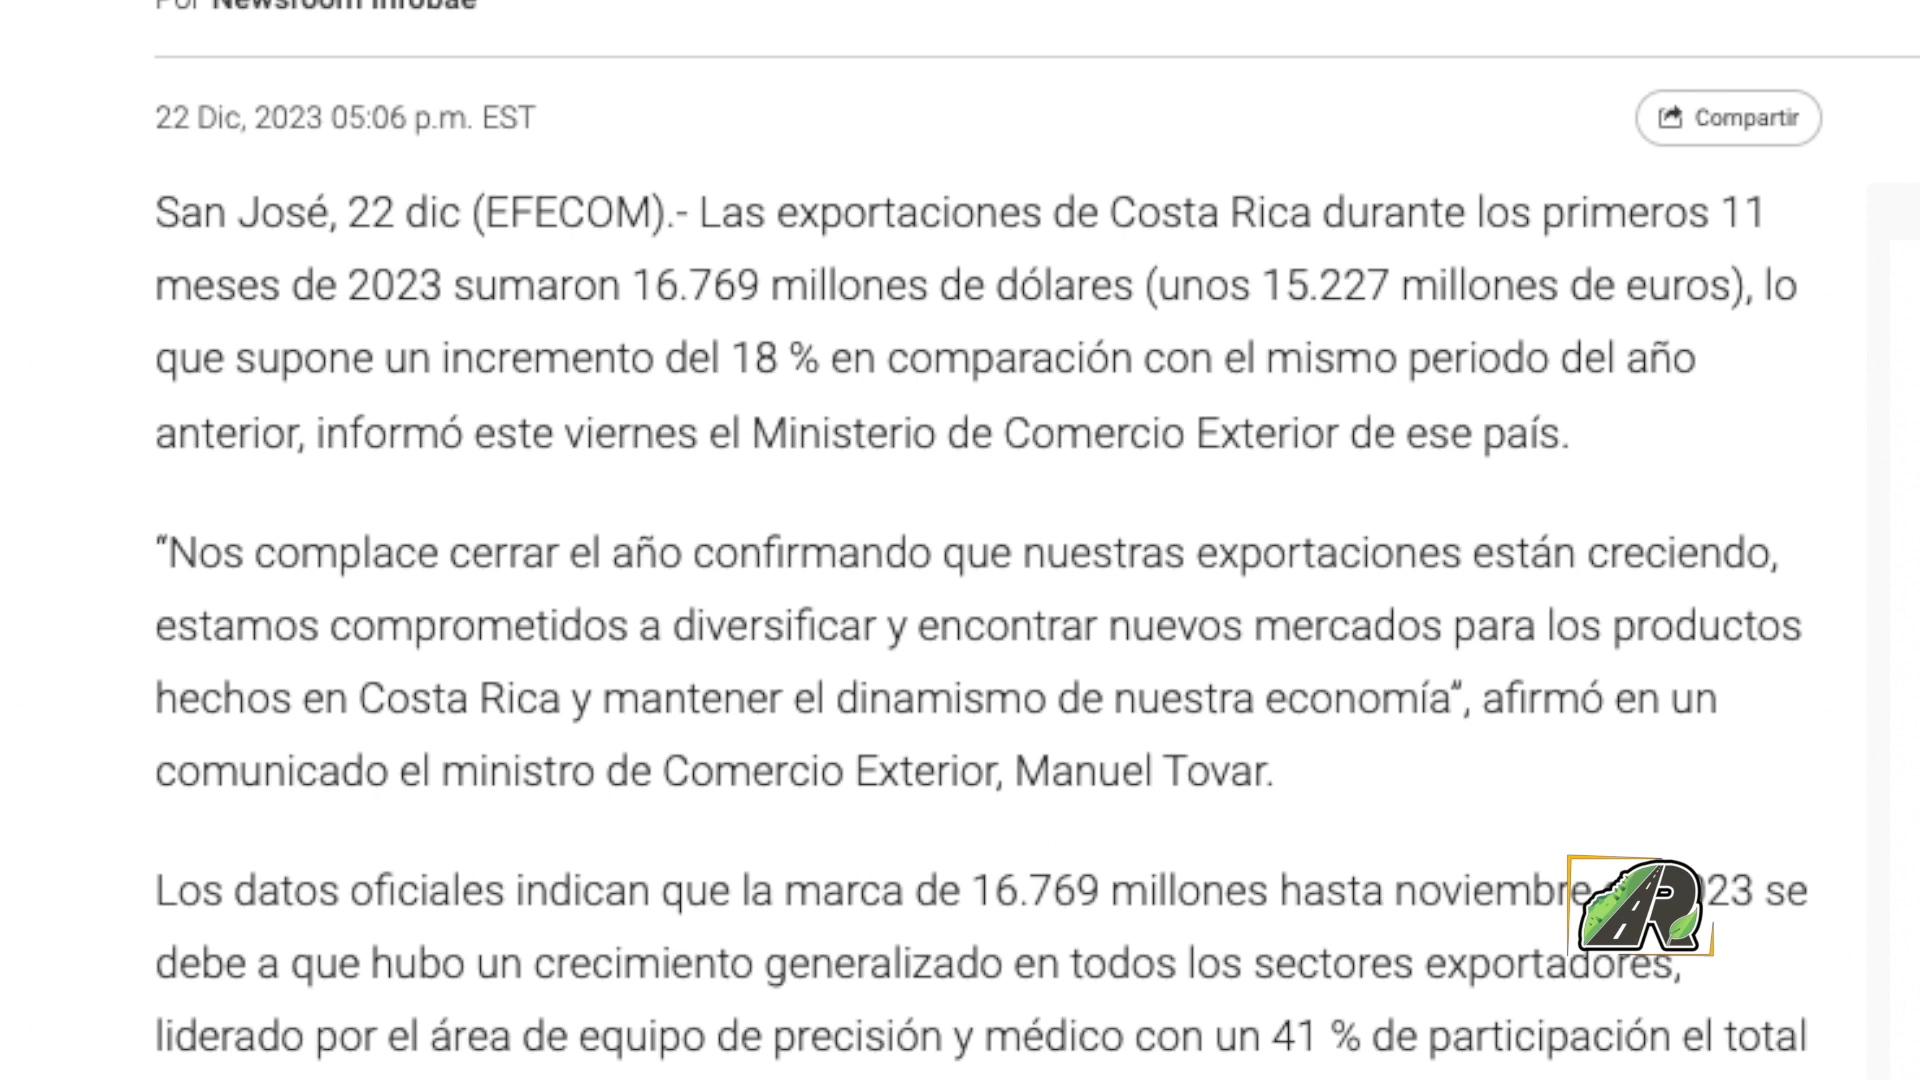 Por Newsroom Infobae
22 Dic, 2023 05:06 p.m. EST
Compartir
San José, 22 dic (EFECOM).- Las exportaciones de Costa Rica durante los primeros 11
meses de 2023 sumaron 16.769 millones de dólares (unos 15.227 millones de euros), lo
que supone un incremento del 18 % en comparación con el mismo periodo del año
anterior, informó este viernes el Ministerio de Comercio Exterior de ese país.
“Nos complace cerrar el año confirmando que nuestras exportaciones están creciendo,
estamos comprometidos a diversificar y encontrar nuevos mercados para los productos
hechos en Costa Rica y mantener el dinamismo de nuestra economía”, afirmó en un
comunicado el ministro de Comercio Exterior, Manuel Tovar.
Los datos oficiales indican que la marca de 16.769 millones hasta noviembre 23 se
debe a que hubo un crecimiento generalizado en todos los sectores exportadores,
liderado por el área de equipo de precisión y médico con un 41 % de participación el total